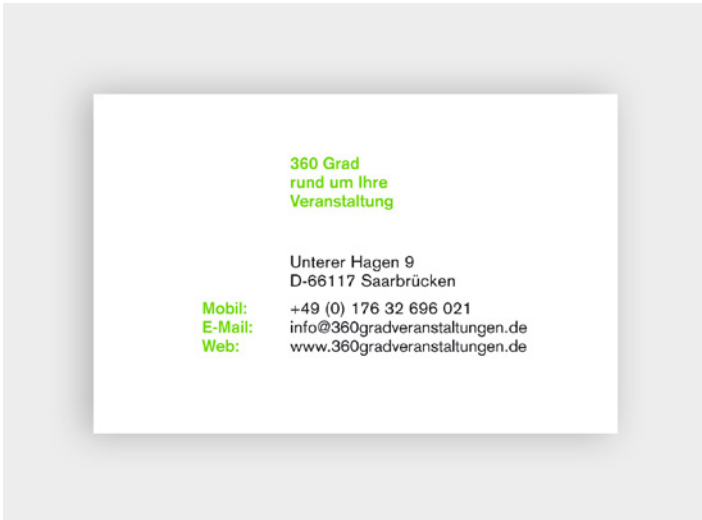 360 Grad
rund um Ihre
Veranstaltung
Unterer Hagen 9
D-66117 Saarbrücken
Mobil: +49 (0) 176 32 696 021
E-Mail: info@360gradveranstaltungen.de
Web: www.360gradveranstaltungen.de